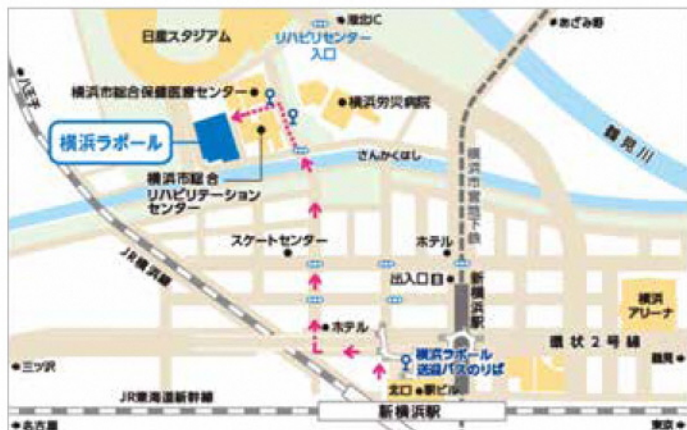 日産スタジアム
港北IC
リハビリセンター
入口
あざみ野
八王子
横浜市総合保健医療センター
横浜労災病院
横浜ラポール
鶴見川
さんかくはし
横浜市営地下鉄
横浜市総合
リハビリテーション
センター
スケートセンター
ホテル
JR横浜線
出入口8
新横浜駅
横浜
アリーナ
ホテル
環状2号線
横浜ラポール
送迎バスのりば
三ツ沢
鶴見
北口
駅ビル
JR東海道新幹線
新横浜駅
名古屋
東京